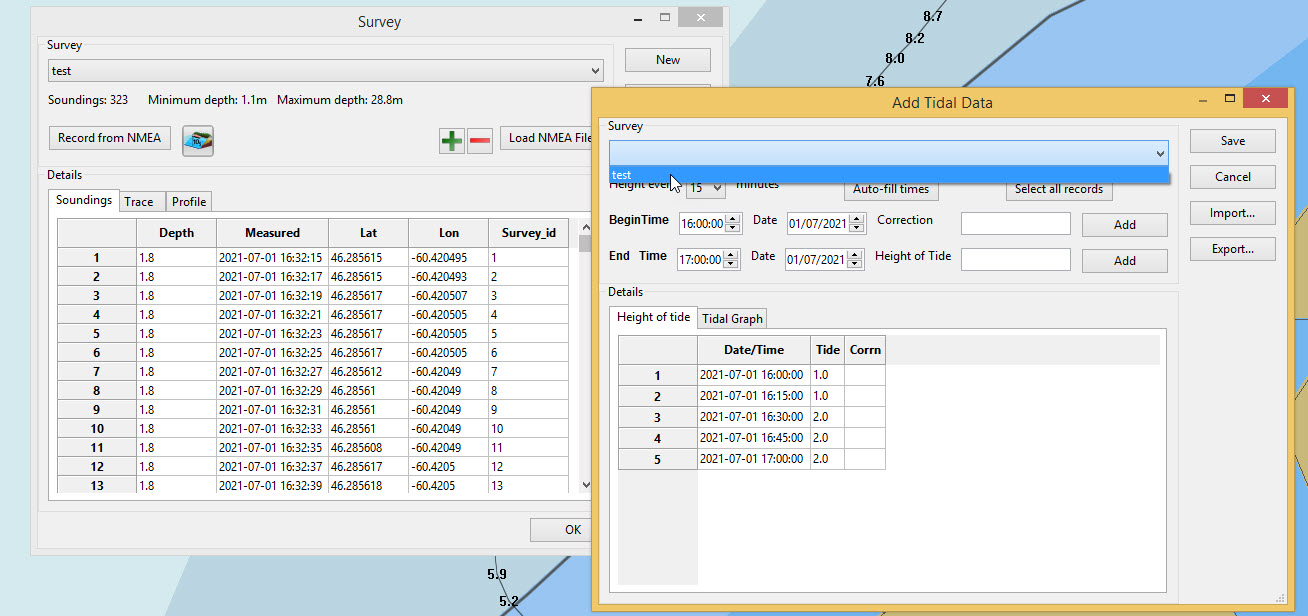 Survey
Survey
test
New
Soundings: 323 Minimum depth: 1.1m Maximum depth: 28.8m
Record from NMEA
Load NMEA File
Details
Soundings Trace Profile
Depth Measured Lat Lon Survey_id
1 1.8 2021-07-01 16:32:15 46.285615 -60.420495 1
2 1.8 2021-07-01 16:32:17 46.285615 -60.420493 2
3 1.8 2021-07-01 16:32:19 46.285617 -60.420507 3
4 1.8 2021-07-01 16:32:21 46.285617 -60.420505 4
5 1.8 2021-07-01 16:32:23 46.285617 -60.420505 5
6 1.8 2021-07-01 16:32:25 46.285617 -60.420505 6
7 1.8 2021-07-01 16:32:27 46.285612 -60.42049 7
8 1.8 2021-07-01 16:32:29 46.28561 -60.42049 8
9 1.8 2021-07-01 16:32:31 46.28561 -60.42049 9
10 1.8 2021-07-01 16:32:33 46.28561 -60.42049 10
11 1.8 2021-07-01 16:32:35 46.285608 -60.42049 11
12 1.8 2021-07-01 16:32:37 46.285617 -60.4205 12
13 1.8 2021-07-01 16:32:39 46.285618 -60.4205 13
OK
8.7
8.2
8.0
7.6
Add Tidal Data
Survey
test
Height every 15 minutes Auto-fill times Select all records
BeginTime 16:00:00 Date 01/07/2021 Correction Add
End Time 17:00:00 Date 01/07/2021 Height of Tide Add
Save
Cancel
Import...
Export...
Details
Height of tide Tidal Graph
Date/Time Tide Corrn
1 2021-07-01 16:00:00 1.0
2 2021-07-01 16:15:00 1.0
3 2021-07-01 16:30:00 2.0
4 2021-07-01 16:45:00 2.0
5 2021-07-01 17:00:00 2.0
5.9
5.2